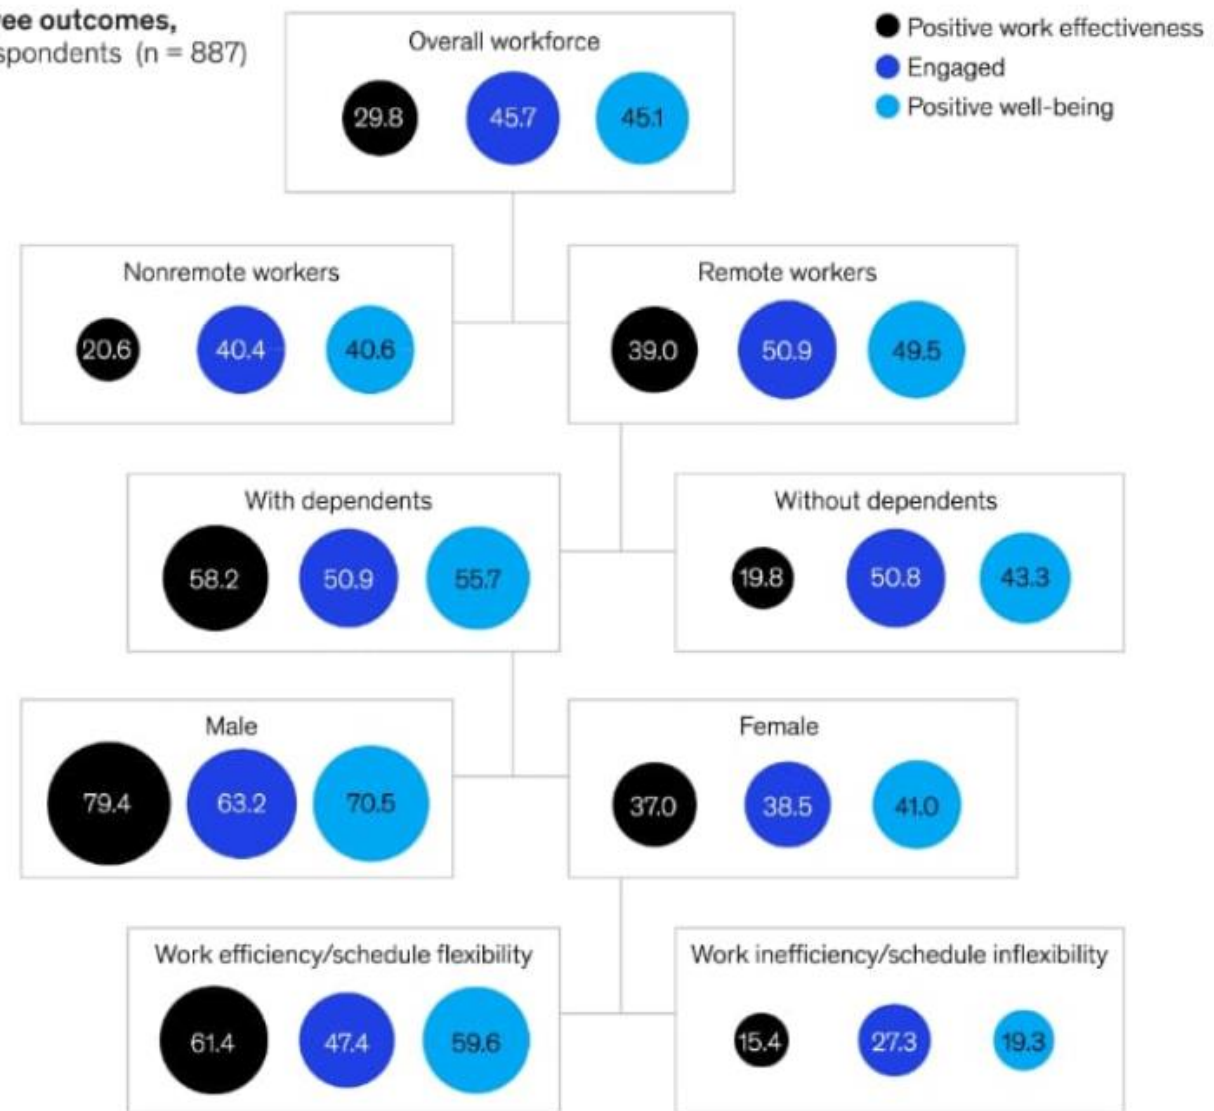 ee outcomes,
spondents (n = 887)
Positive work effectiveness
Engaged
Positive well-being
Overall workforce
29.8 45.7 45.1
Nonremote workers
20.6 40.4 40.6
Remote workers
39.0 50.9 49.5
With dependents
58.2 50.9 55.7
Without dependents
19.8 50.8 43.3
Male
79.4 63.2 70.5
Female
37.0 38.5 41.0
Work efficiency/schedule flexibility
61.4 47.4 59.6
Work inefficiency/schedule inflexibility
15.4 27.3 19.3